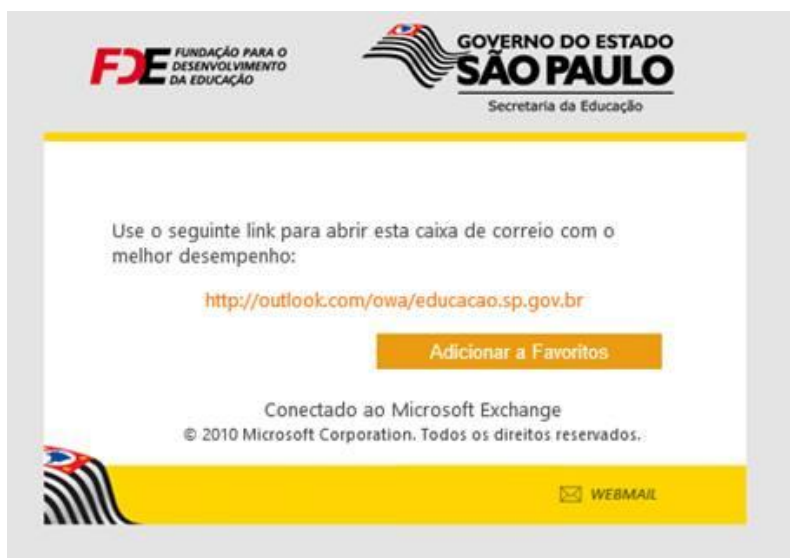 FDE FUNDAÇÃO PARA O
DESENVOLVIMENTO
DA EDUCAÇÃO
GOVERNO DO ESTADO
SÃO PAULO
Secretaria da Educação
Use o seguinte link para abrir esta caixa de correio com o
melhor desempenho:
http://outlook.com/owa/educacao.sp.gov.br
Adicionar a Favoritos
Conectado ao Microsoft Exchange
© 2010 Microsoft Corporation. Todos os direitos reservados.
WEBMAIL